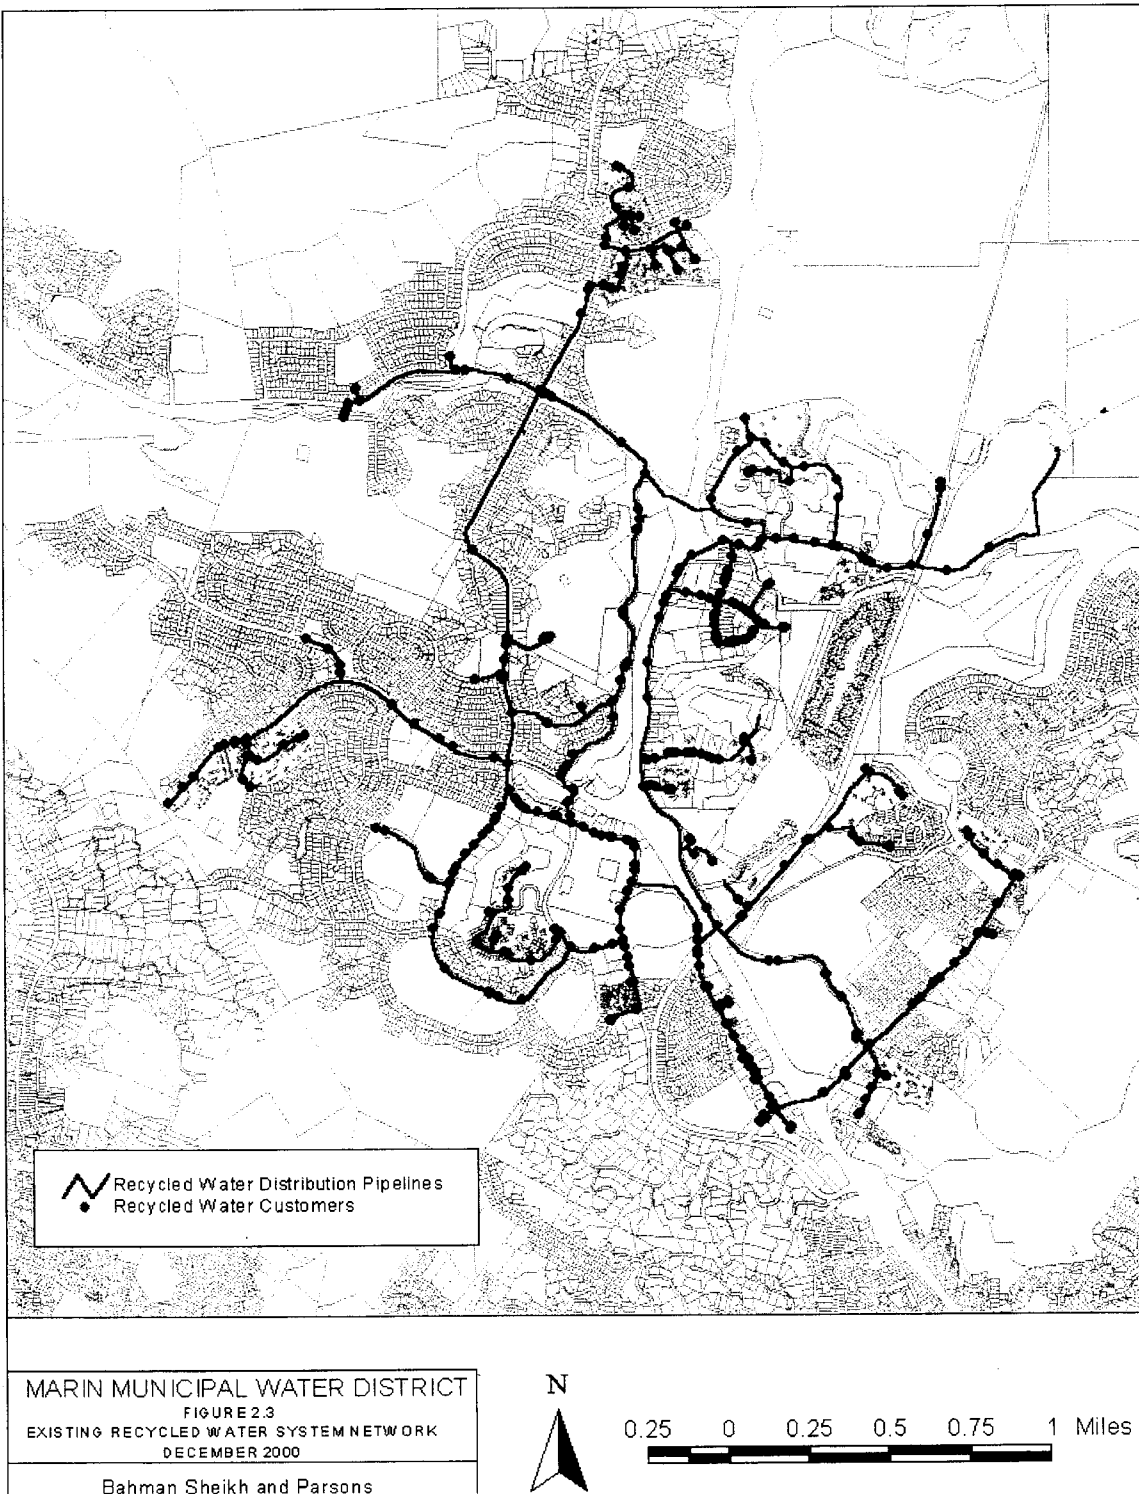 Recycled Water Distribution Pipelines
Recycled Water Customers
MARIN MUNICIPAL WATER DISTRICT
FIGURE 2.3
EXISTING RECYCLED WATER SYSTEM NETWORK
DECEMBER 2000
Bahman Sheikh and Parsons
N
0.25 0 0.25 0.5 0.75 1 Miles